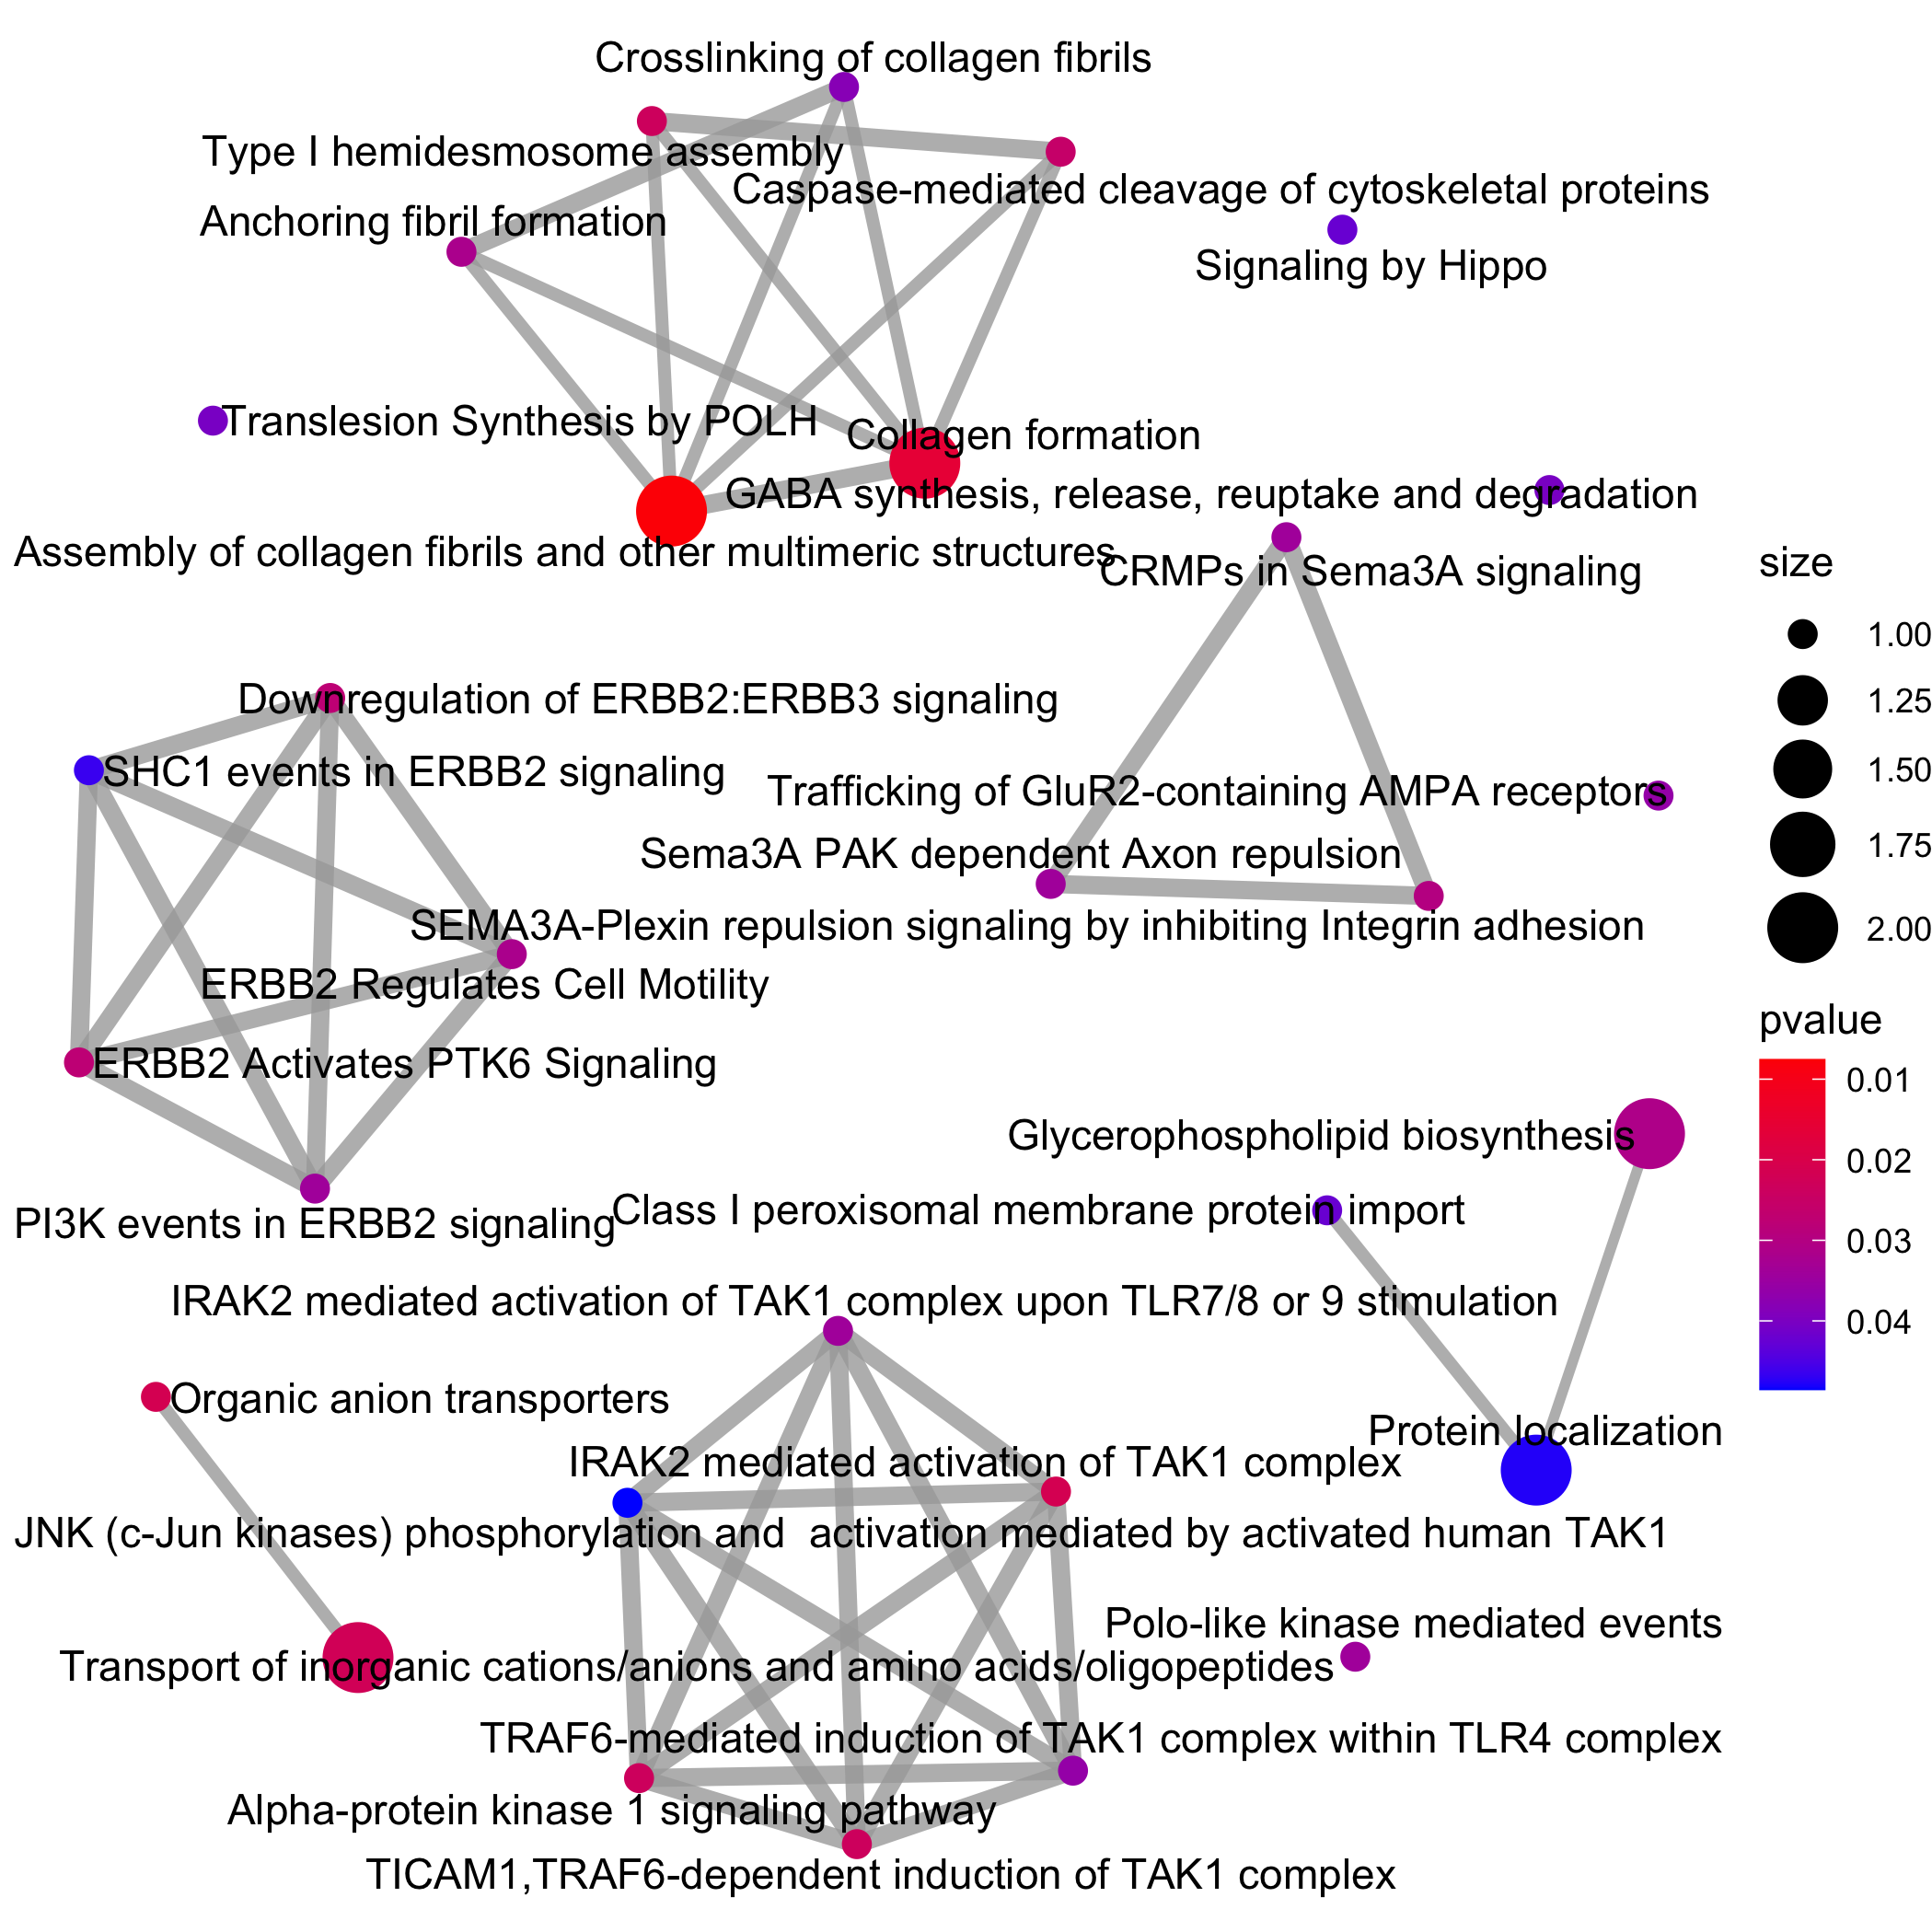 Crosslinking of collagen fibrils
Type I hemidesmosome assembly
Caspase-mediated cleavage of cytoskeletal proteins
Anchoring fibril formation
Signaling by Hippo
Translesion Synthesis by POLH
Collagen formation
GABA synthesis, release, reuptake and degradation
Assembly of collagen fibrils and other multimeric structures
CRMPs in Sema3A signaling
Downregulation of ERBB2:ERBB3 signaling
SHC1 events in ERBB2 signaling
Trafficking of GluR2-containing AMPA receptors
Sema3A PAK dependent Axon repulsion
SEMA3A-Plexin repulsion signaling by inhibiting Integrin adhesion
ERBB2 Regulates Cell Motility
ERBB2 Activates PTK6 Signaling
Glycerophospholipid biosynthesis
PI3K events in ERBB2 signaling
Class I peroxisomal membrane protein import
IRAK2 mediated activation of TAK1 complex upon TLR7/8 or 9 stimulation
Organic anion transporters
Protein localization
IRAK2 mediated activation of TAK1 complex
JNK (c-Jun kinases) phosphorylation and  activation mediated by activated human TAK1
Polo-like kinase mediated events
Transport of inorganic cations/anions and amino acids/oligopeptides
TRAF6-mediated induction of TAK1 complex within TLR4 complex
Alpha-protein kinase 1 signaling pathway
TICAM1,TRAF6-dependent induction of TAK1 complex
size
1.00
1.25
1.50
1.75
2.00
pvalue
0.01
0.02
0.03
0.04